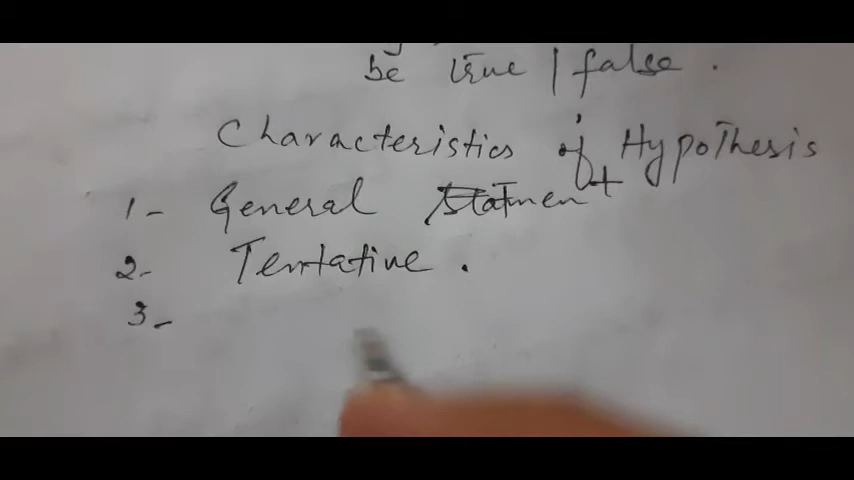 be true | false .
Characteristics of Hypothesis
1- General Statment
2- Tentative .
3-